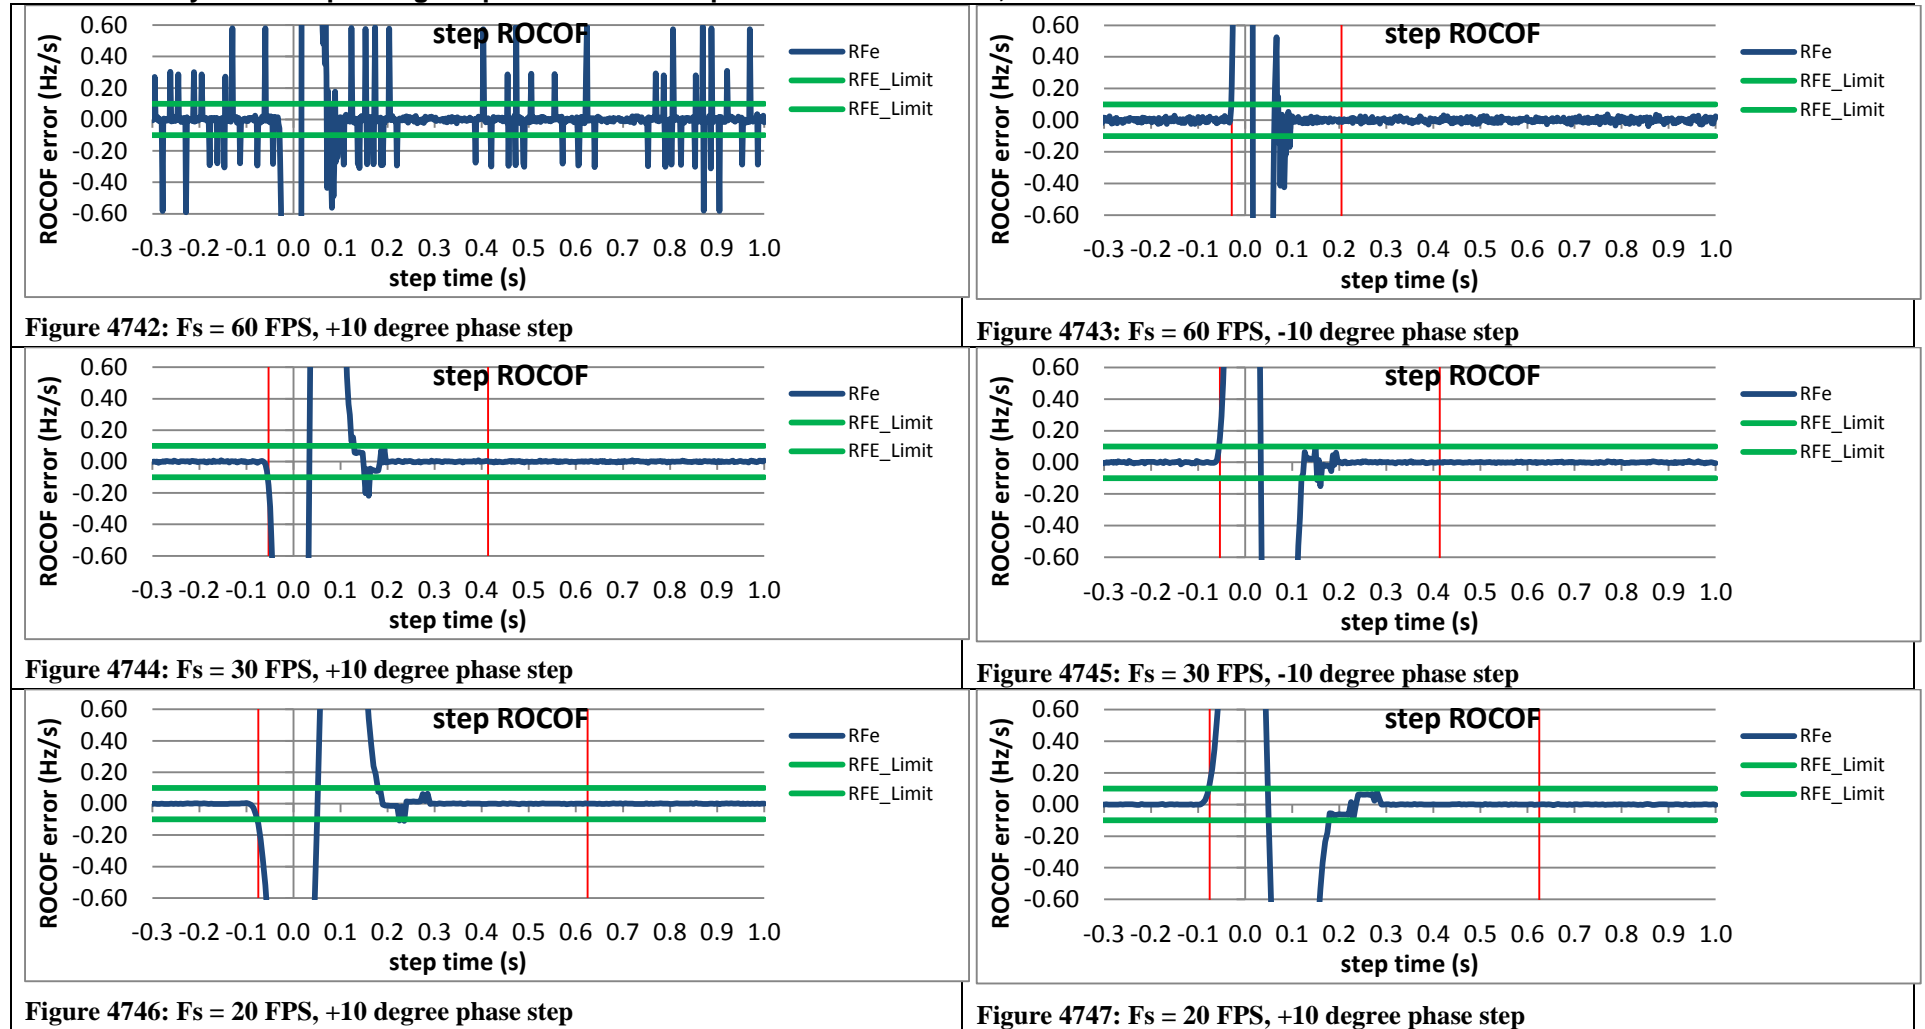 step ROCOF
ROCOF error (Hz/s)
0.60
0.40
0.20
0.00
-0.20
-0.40
-0.60
-0.3 -0.2 -0.1 0.0 0.1 0.2 0.3 0.4 0.5 0.6 0.7 0.8 0.9 1.0
step time (s)
RFe
RFE_Limit
RFE_Limit
Figure 4742: Fs = 60 FPS, +10 degree phase step
step ROCOF
ROCOF error (Hz/s)
0.60
0.40
0.20
0.00
-0.20
-0.40
-0.60
-0.3 -0.2 -0.1 0.0 0.1 0.2 0.3 0.4 0.5 0.6 0.7 0.8 0.9 1.0
step time (s)
RFe
RFE_Limit
RFE_Limit
Figure 4743: Fs = 60 FPS, -10 degree phase step
step ROCOF
ROCOF error (Hz/s)
0.60
0.40
0.20
0.00
-0.20
-0.40
-0.60
-0.3 -0.2 -0.1 0.0 0.1 0.2 0.3 0.4 0.5 0.6 0.7 0.8 0.9 1.0
step time (s)
RFe
RFE_Limit
RFE_Limit
Figure 4744: Fs = 30 FPS, +10 degree phase step
step ROCOF
ROCOF error (Hz/s)
0.60
0.40
0.20
0.00
-0.20
-0.40
-0.60
-0.3 -0.2 -0.1 0.0 0.1 0.2 0.3 0.4 0.5 0.6 0.7 0.8 0.9 1.0
step time (s)
RFe
RFE_Limit
RFE_Limit
Figure 4745: Fs = 30 FPS, -10 degree phase step
step ROCOF
ROCOF error (Hz/s)
0.60
0.40
0.20
0.00
-0.20
-0.40
-0.60
-0.3 -0.2 -0.1 0.0 0.1 0.2 0.3 0.4 0.5 0.6 0.7 0.8 0.9 1.0
step time (s)
RFe
RFE_Limit
RFE_Limit
Figure 4746: Fs = 20 FPS, +10 degree phase step
step ROCOF
ROCOF error (Hz/s)
0.60
0.40
0.20
0.00
-0.20
-0.40
-0.60
-0.3 -0.2 -0.1 0.0 0.1 0.2 0.3 0.4 0.5 0.6 0.7 0.8 0.9 1.0
step time (s)
RFe
RFE_Limit
RFE_Limit
Figure 4747: Fs = 20 FPS, +10 degree phase step